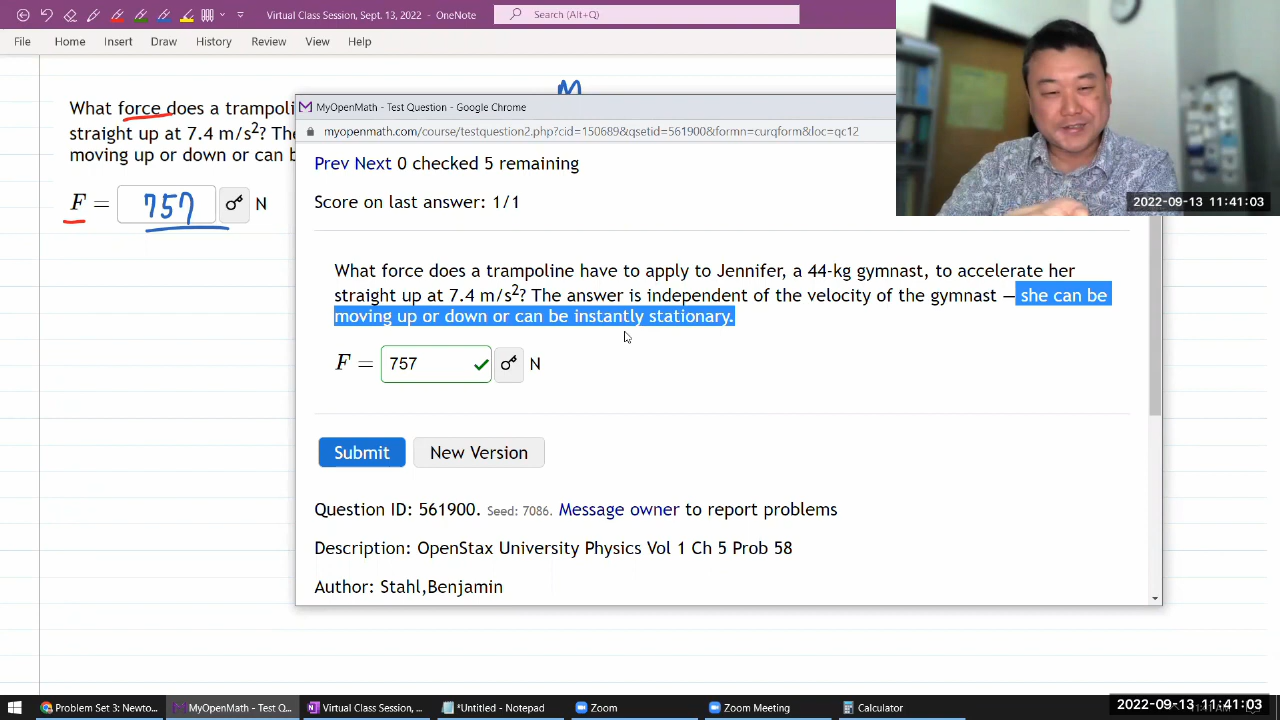 Virtual Class Session, Sept. 13, 2022 - OneNote
Search (Alt+Q)
File Home Insert Draw History Review View Help
What force does a trampoli
straight up at 7.4 m/s²? The
moving up or down or can b
F = 757 N
M
MyOpenMath - Test Question - Google Chrome
myopenmath.com/course/testquestion2.php?cid=150689&qsetid=561900&formn=curqform&loc=qc12
Prev Next 0 checked 5 remaining
Score on last answer: 1/1
What force does a trampoline have to apply to Jennifer, a 44-kg gymnast, to accelerate her
straight up at 7.4 m/s²? The answer is independent of the velocity of the gymnast — she can be
moving up or down or can be instantly stationary.
F = 757 N
Submit New Version
Question ID: 561900. Seed: 7086. Message owner to report problems
Description: OpenStax University Physics Vol 1 Ch 5 Prob 58
Author: Stahl,Benjamin
2022-09-13 11:41:03
Problem Set 3: Newto... MyOpenMath - Test Q... Virtual Class Session, ... *Untitled - Notepad Zoom Zoom Meeting Calculator 2022-09-13 11:41:03